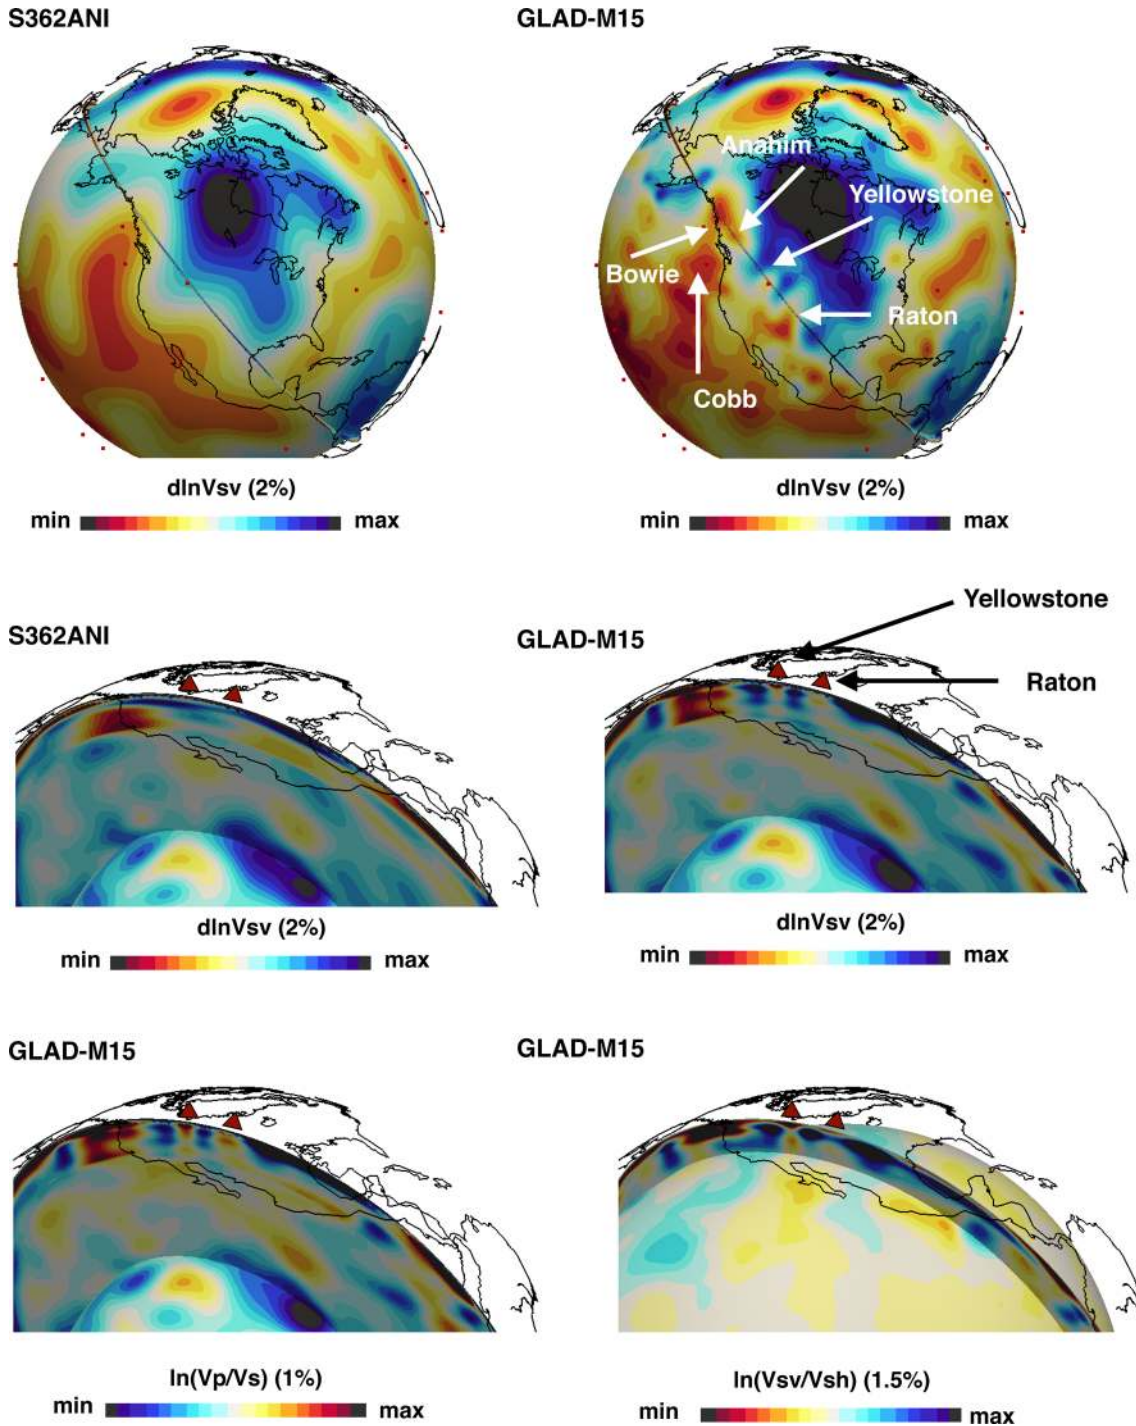 S362ANI
GLAD-M15
Anahim
Yellowstone
Bowie
Raton
Cobb
dlnVsv (2%)
min max
dlnVsv (2%)
min max
S362ANI
GLAD-M15
Yellowstone
Raton
dlnVsv (2%)
min max
dlnVsv (2%)
min max
GLAD-M15
GLAD-M15
ln(Vp/Vs) (1%)
min max
ln(Vsv/Vsh) (1.5%)
min max